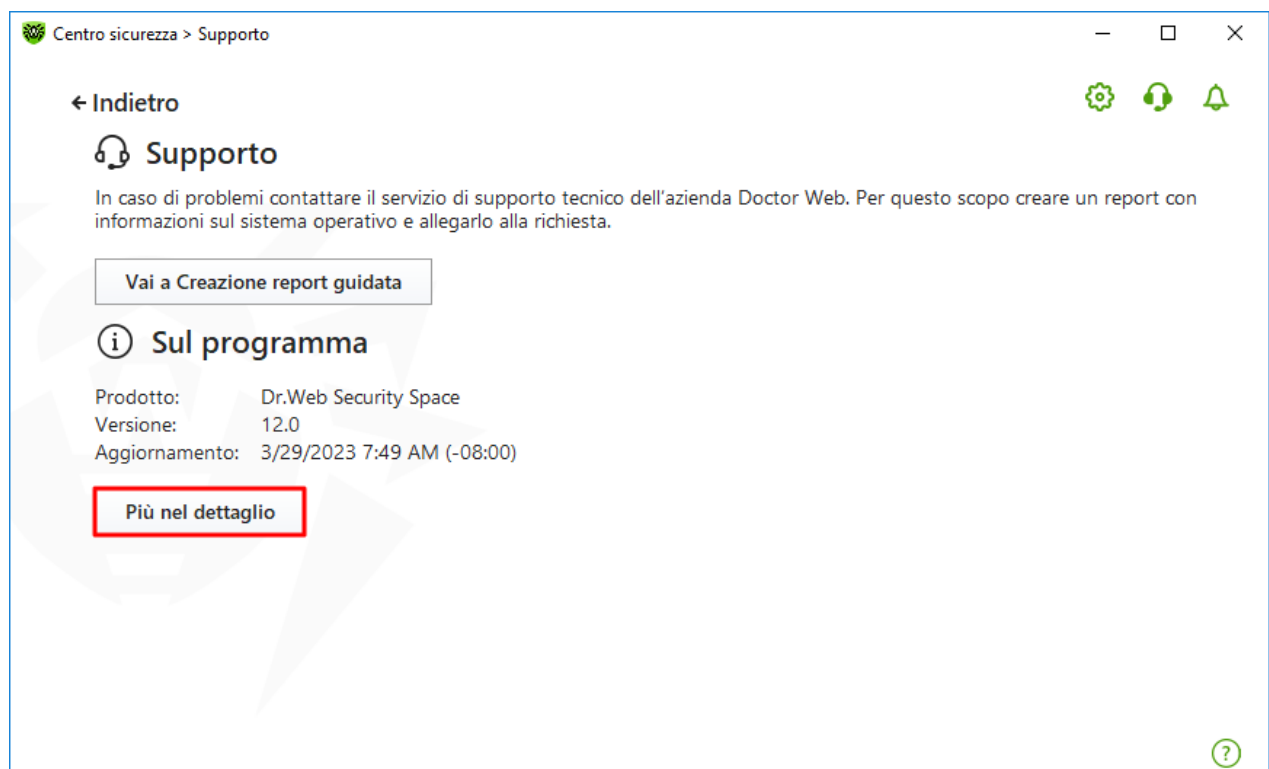 Centro sicurezza > Supporto
Indietro
Supporto
In caso di problemi contattare il servizio di supporto tecnico dell'azienda Doctor Web. Per questo scopo creare un report con
informazioni sul sistema operativo e allegarlo alla richiesta.
Vai a Creazione report guidata
Sul programma
Prodotto: Dr.Web Security Space
Versione: 12.0
Aggiornamento: 3/29/2023 7:49 AM (-08:00)
Più nel dettaglio